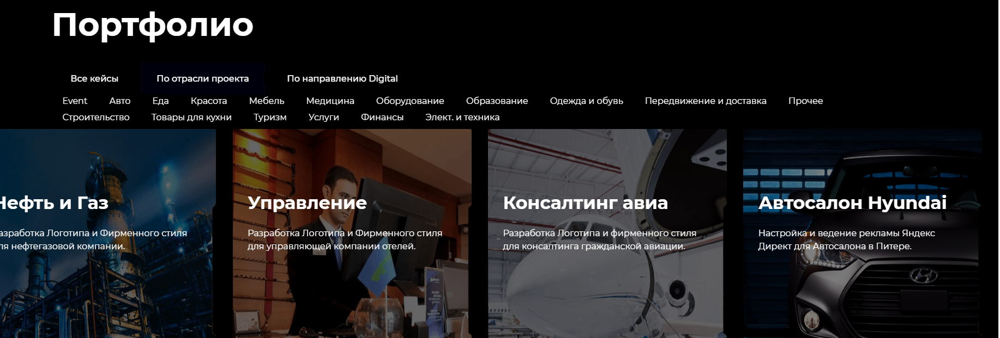 Портфолио
Все кейсы По отрасли проекта По направлению Digital
Event Авто Еда Красота Мебель Медицина Оборудование Образование Одежда и обувь Передвижение и доставка Прочее
Строительство Товары для кухни Туризм Услуги Финансы Элект. и техника
Нефть и Газ
азработка Логотипа и Фирменного стиля
ля нефтегазовой компании.
Управление
Разработка Логотипа и Фирменного стиля
для управляющей компании отелей.
Консалтинг авиа
Разработка Логотипа и фирменного стиля
для консалтинга гражданской авиации.
Автосалон Hyundai
Настройка и ведение рекламы Яндекс
Директ для Автосалона в Питере.